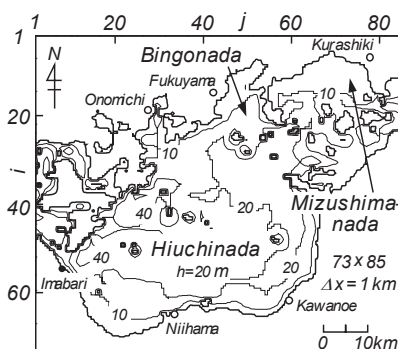 1 20 40 j 60 80
1
N
Bingonada
Kurashiki
Fukuyama
Onomichi
10
20
10
i
20
40
40
Mizushima-
nada
Hiuchinada
40
h=20 m
20
73 x 85
Δx = 1 km
Imabari
60
10
Kawanoe
Niihama
0 10km